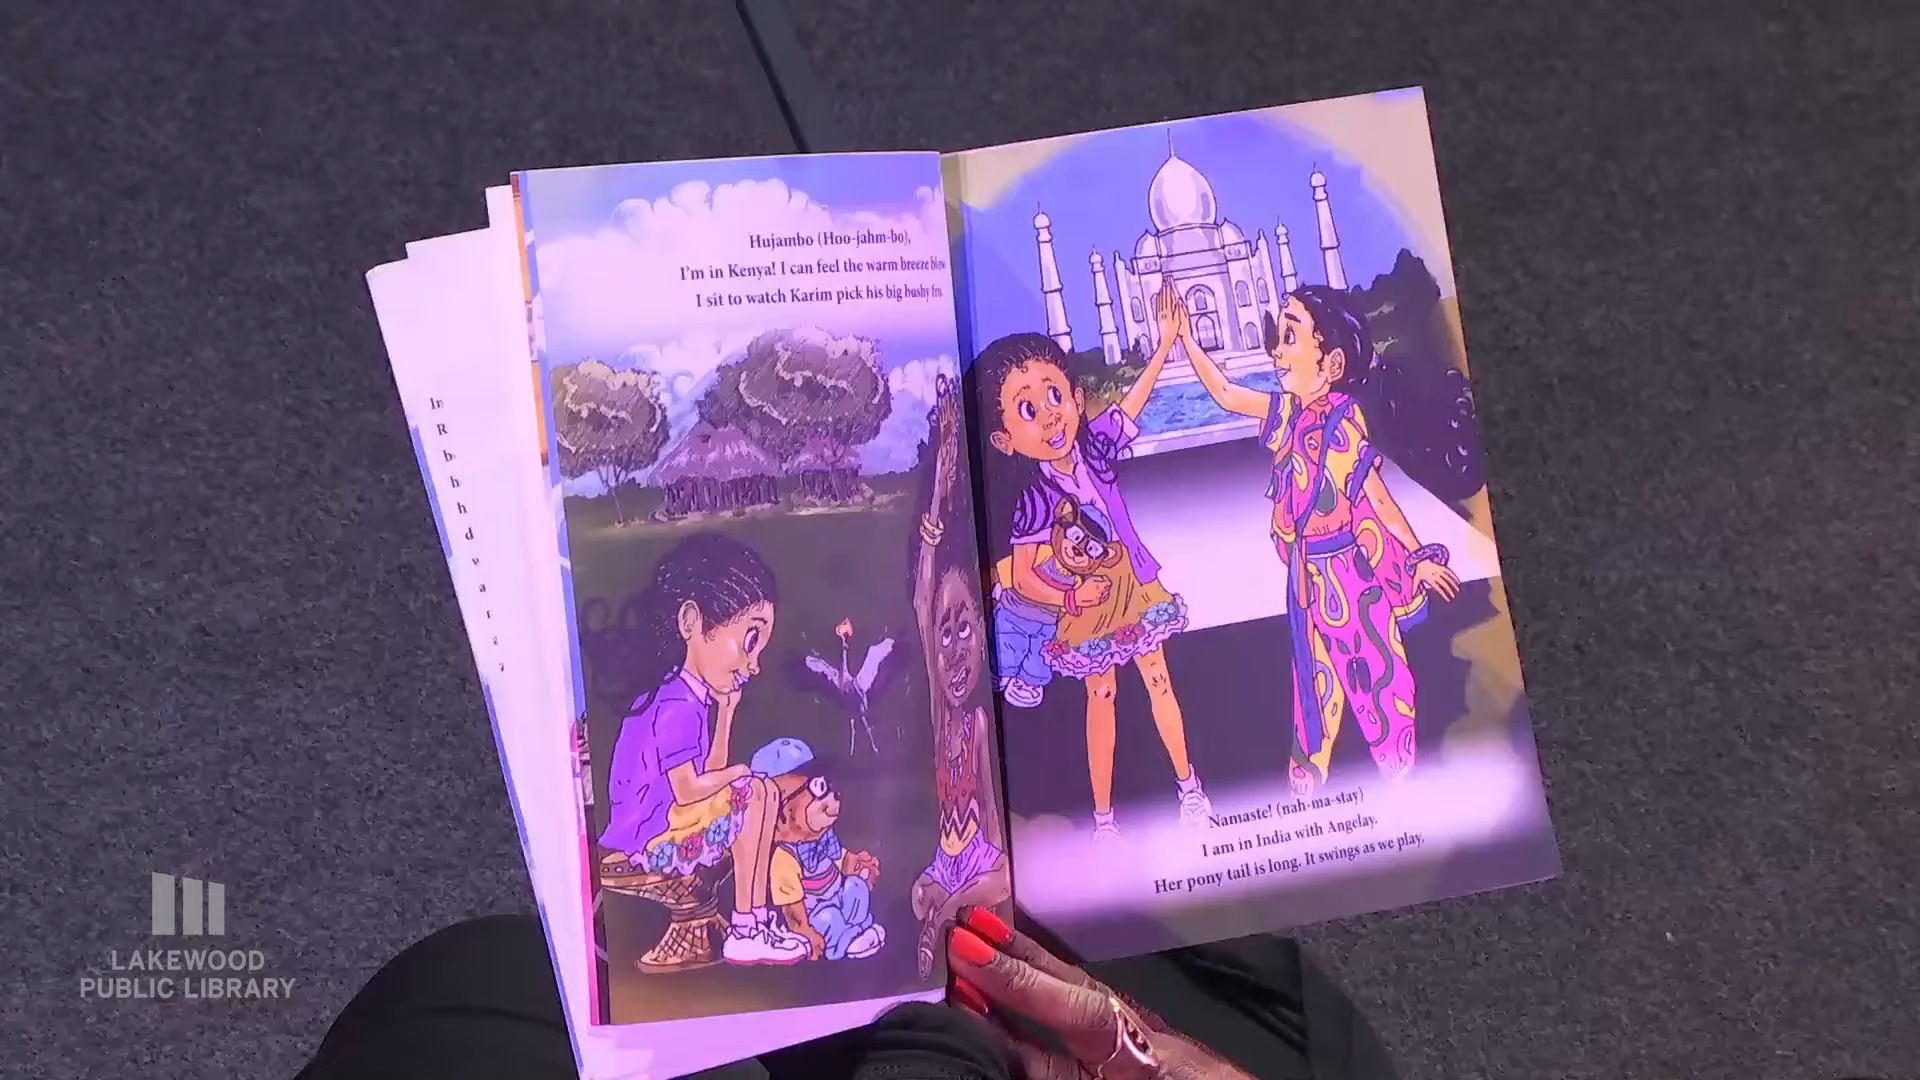 Hujambo (Hoo-jahm-bo),
I'm in Kenya! I can feel the warm breeze
I sit to watch Karim pick his big bushy
Namaste! (nah-ma-stay)
I am in India with Angelay.
Her pony tail is long. It swings as we play.
In
R
b
h
h
d
v
a
r
LAKEWOOD
PUBLIC LIBRARY